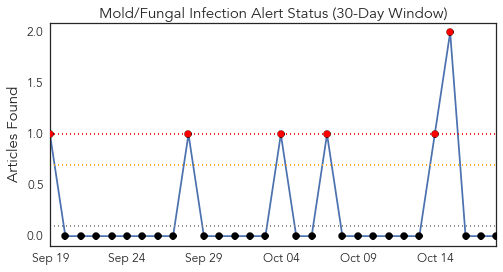 Mold/Fungal Infection Alert Status (30-Day Window)
2.0
1.5
1.0
0.5
0.0
Articles Found
Sep 19 Sep 24 Sep 29 Oct 04 Oct 09 Oct 14